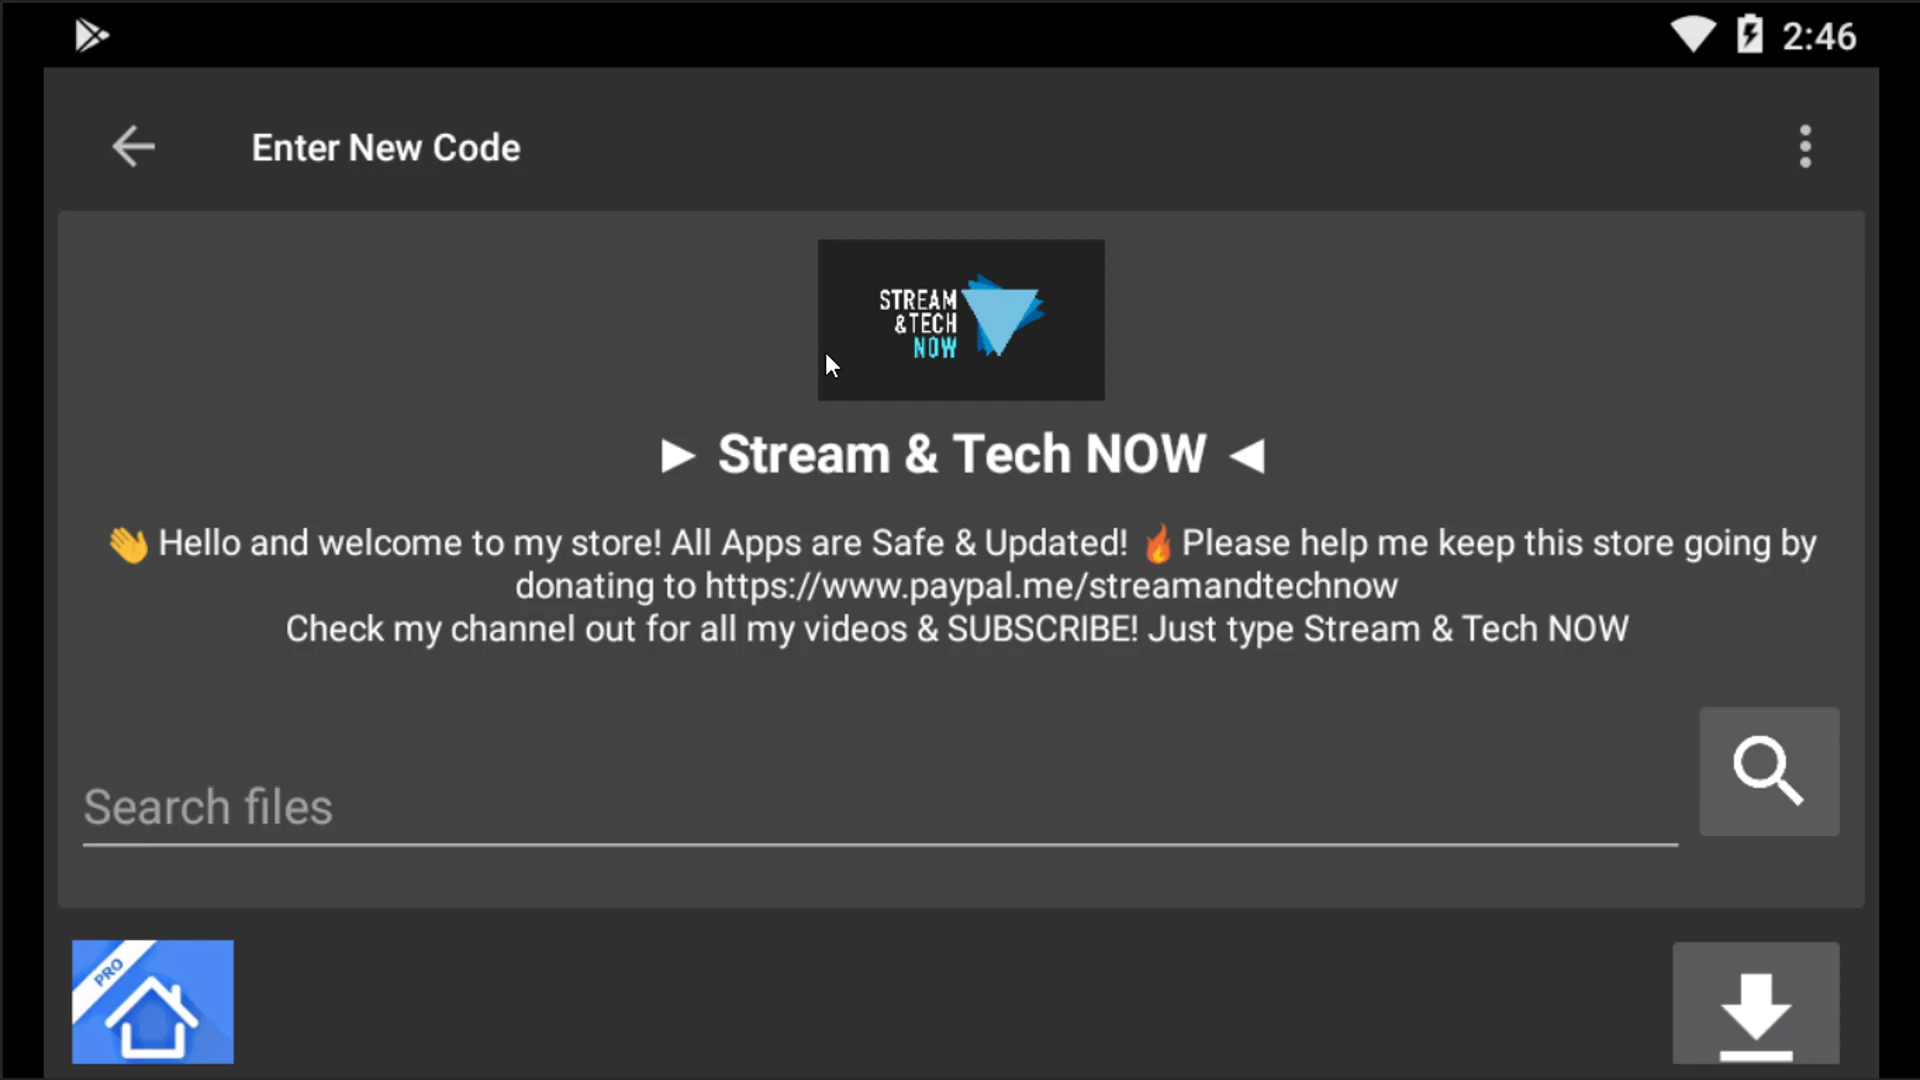 2:46
Enter New Code
STREAM
&TECH
NOW
► Stream & Tech NOW ◄
👋 Hello and welcome to my store! All Apps are Safe & Updated! 🔥Please help me keep this store going by
donating to https://www.paypal.me/streamandtechnow
Check my channel out for all my videos & SUBSCRIBE! Just type Stream & Tech NOW
Search files
PRO